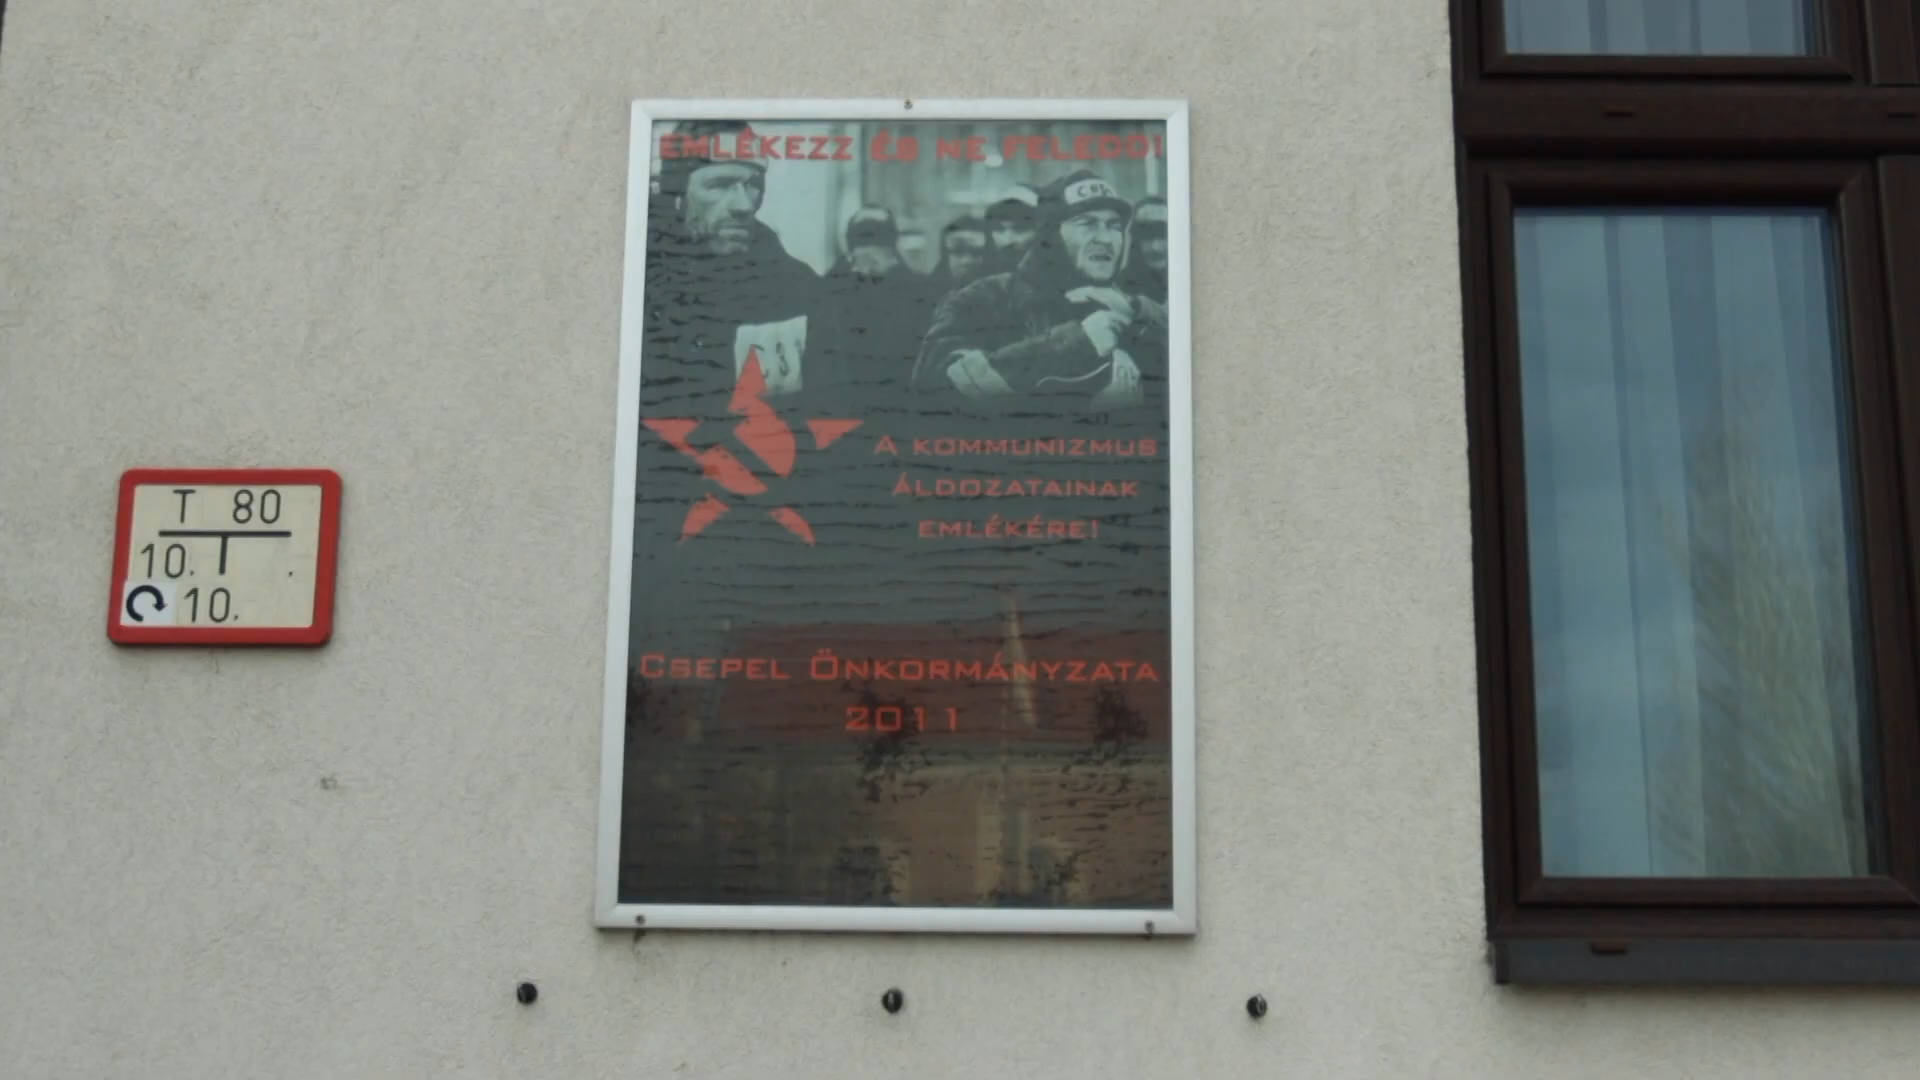 EMLÉKEZZ ÉS NE FELEDD!
A KOMMUNIZMUS
ÁLDOZATAINAK
EMLÉKÉRE!
CSEPEL ÖNKORMÁNYZATA
2011
T 80
10.
10.